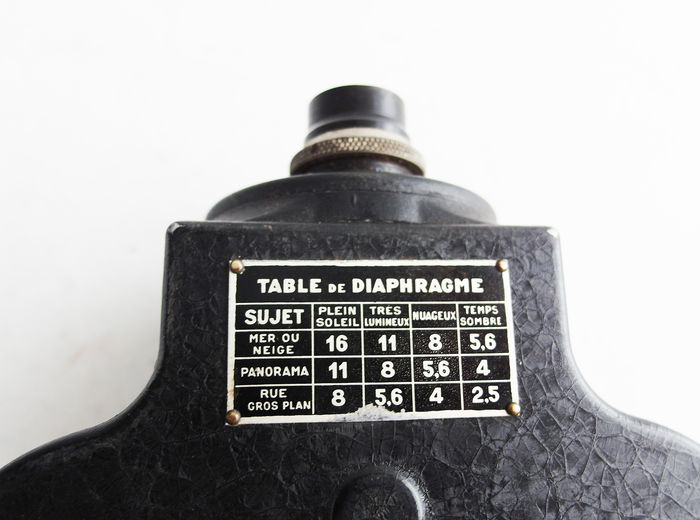 TABLE DE DIAPHRAGME
SUJET PLEIN SOLEIL TRÈS LUMINEUX NUAGEUX TEMPS SOMBRE
MER OU NEIGE 16 11 8 5,6
PANORAMA 11 8 5,6 4
RUE GROS PLAN 8 5,6 4 2.5